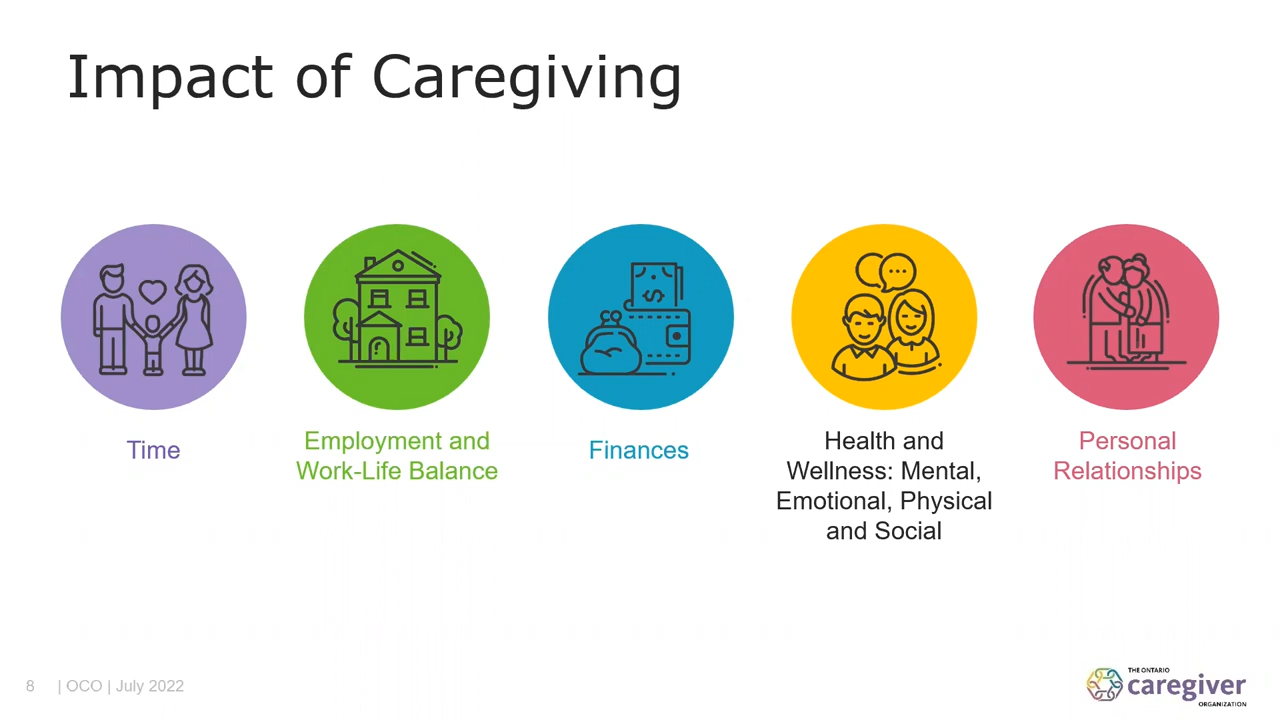 Impact of Caregiving
Time
Employment and
Work-Life Balance
Finances
Health and
Wellness: Mental,
Emotional, Physical
and Social
Personal
Relationships
8 | OCO | July 2022
THE ONTARIO
caregiver
ORGANIZATION